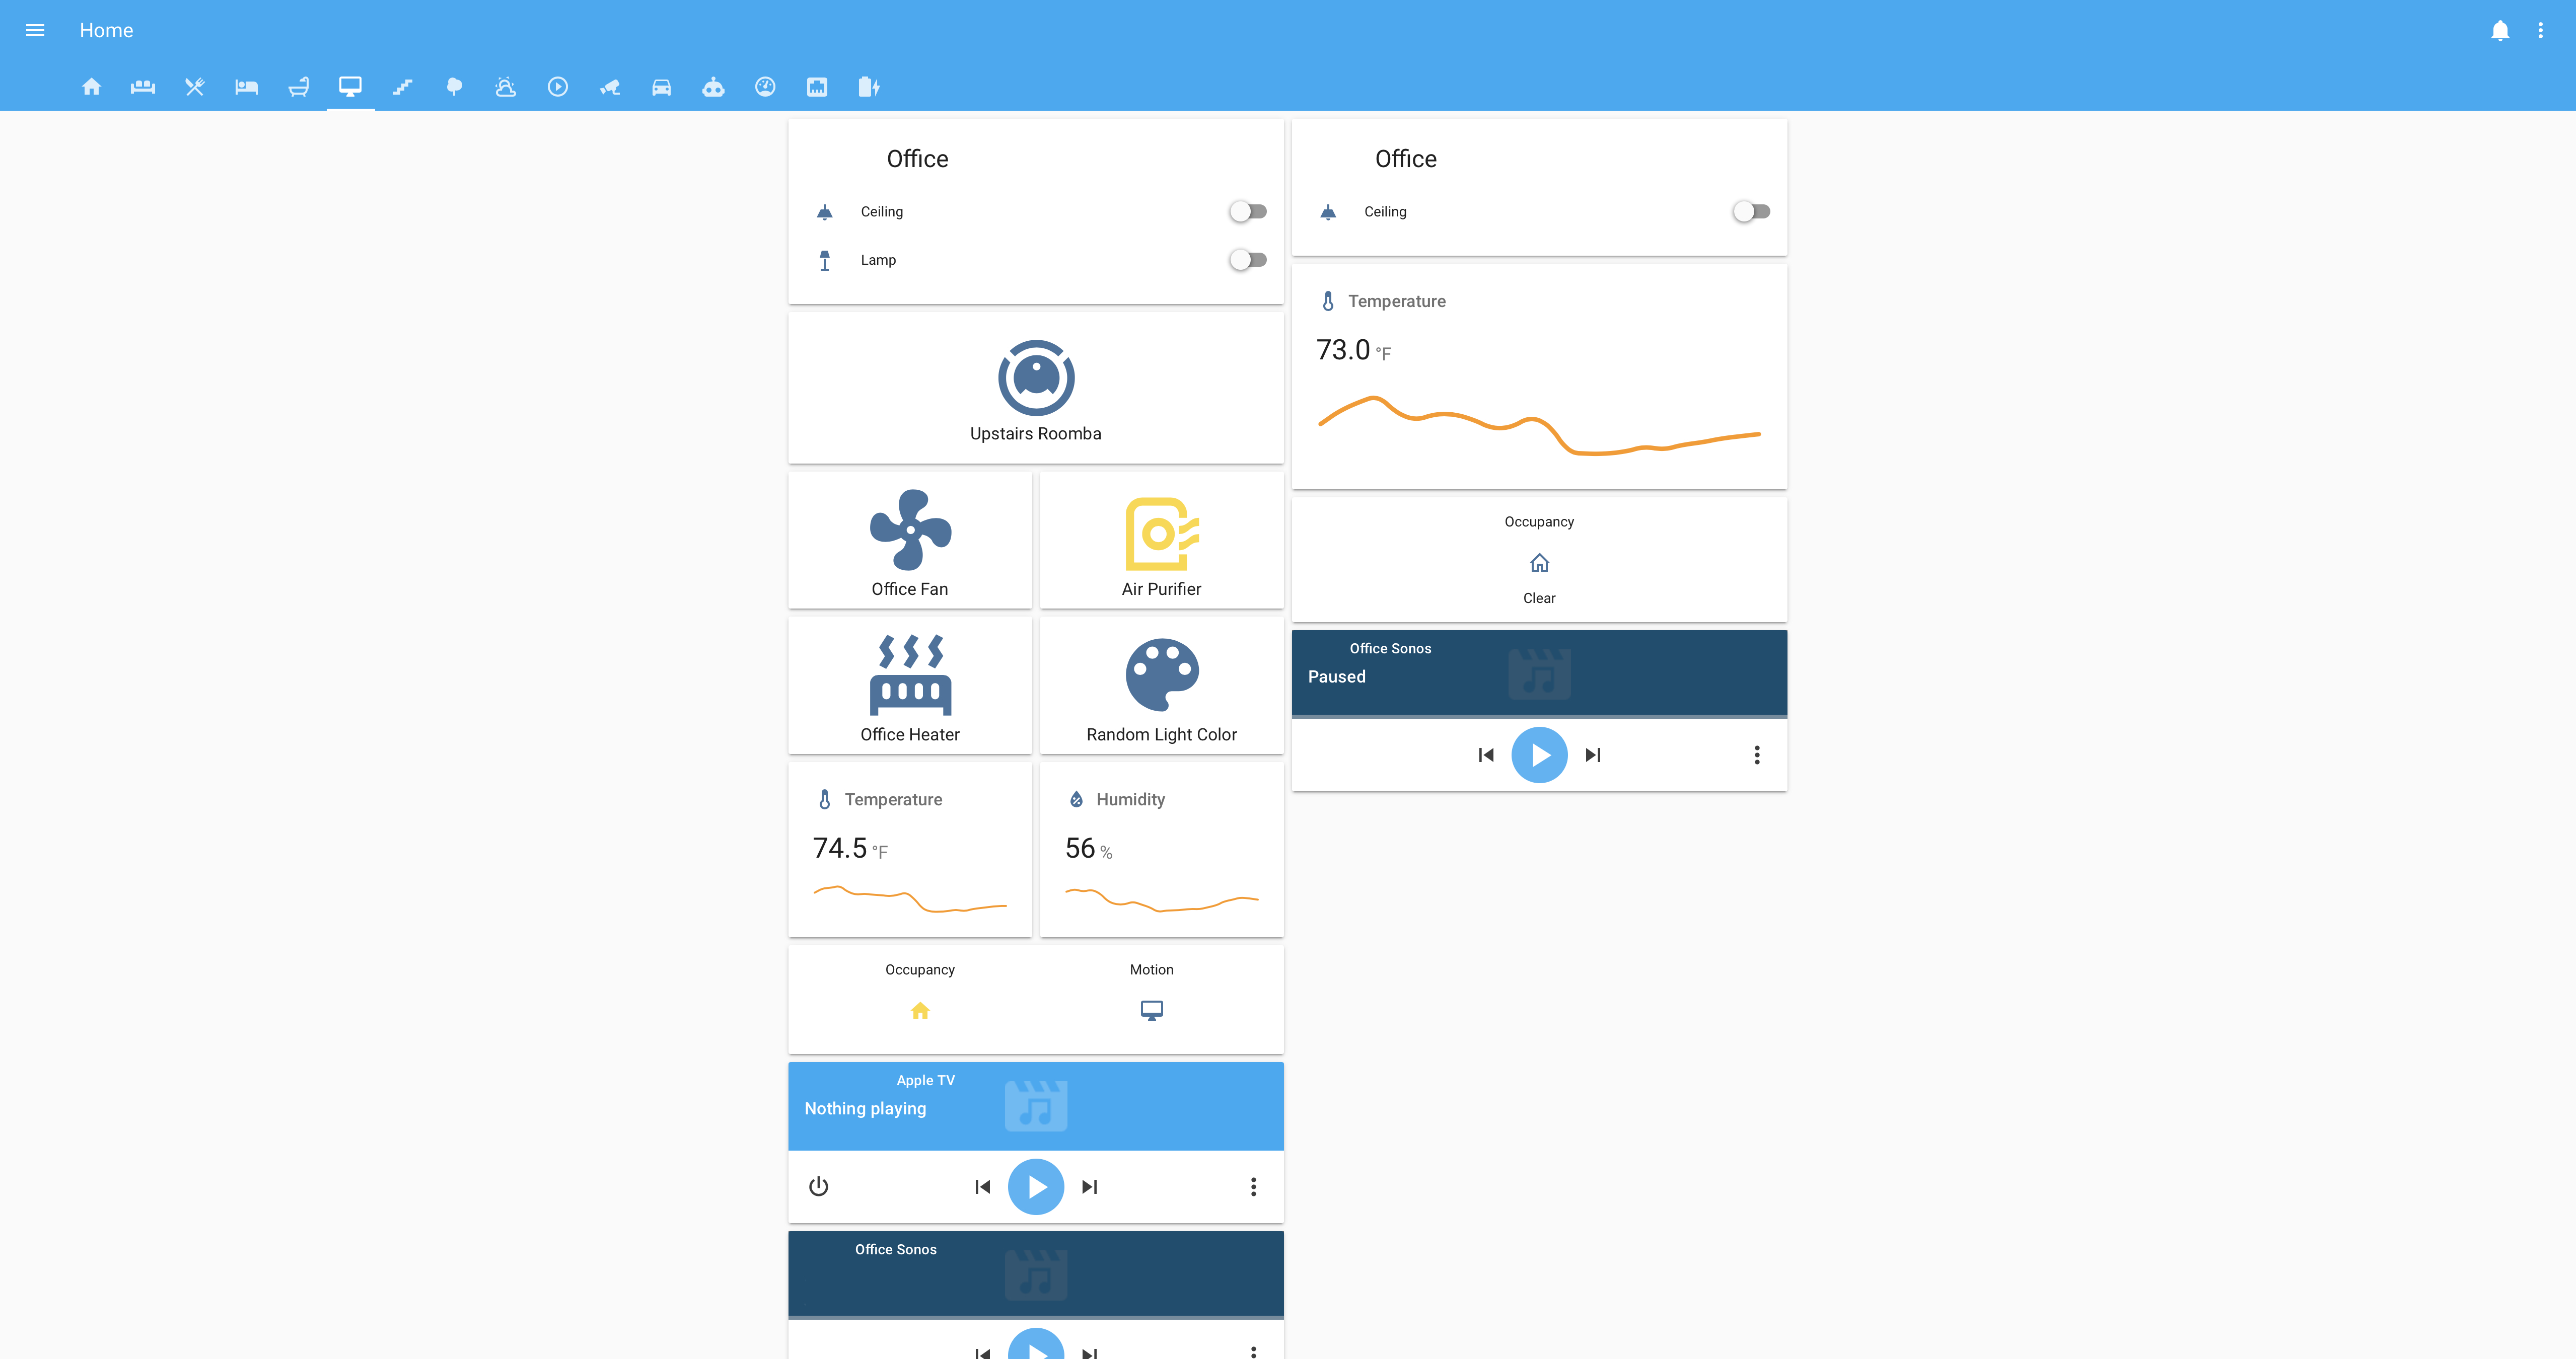 Home
Office
Ceiling
Lamp
Upstairs Roomba
Office Fan
Air Purifier
Office Heater
Random Light Color
Temperature
74.5 °F
Humidity
56 %
Occupancy
Motion
Apple TV
Nothing playing
Office Sonos
Office
Ceiling
Temperature
73.0 °F
Occupancy
Clear
Office Sonos
Paused